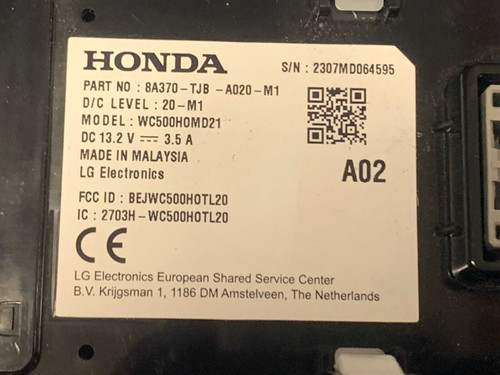 HONDA
S/N : 2307MD064595
PART NO : 8A370-TJB -A020-M1
D/C LEVEL : 20-M1
MODEL: WC500HOMD21
DC 13.2 V ⎓ 3.5 A
MADE IN MALAYSIA
LG Electronics
A02
FCC ID : BEJWC500HOTL20
IC : 2703H-WC500HOTL20
CE
LG Electronics European Shared Service Center
B.V. Krijgsman 1, 1186 DM Amstelveen, The Netherlands